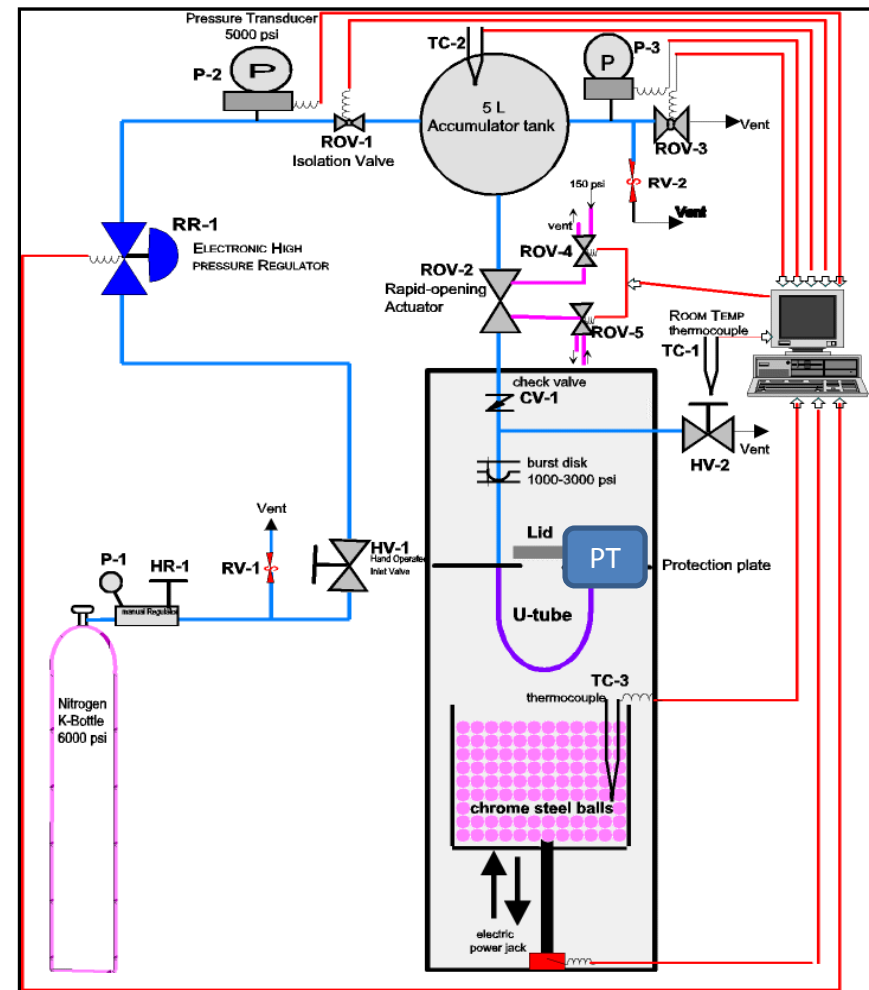 Pressure Transducer
5000 psi
P-2
P
TC-2
P-3
P
5 L
Accumulator tank
ROV-1
Isolation Valve
ROV-3
Vent
RV-2
Vent
150 psi
vent
RR-1
ELECTRONIC HIGH
PRESSURE REGULATOR
ROV-2
Rapid-opening
Actuator
ROV-4
ROV-5
ROOM TEMP
thermocouple
TC-1
check valve
CV-1
HV-2
Vent
burst disk
1000-3000 psi
Vent
P-1
HR-1
RV-1
HV-1
Hand Operated
Inlet Valve
manual Regulator
Lid
PT
Protection plate
U-tube
TC-3
thermocouple
Nitrogen
K-Bottle
6000 psi
chrome steel balls
electric
power jack